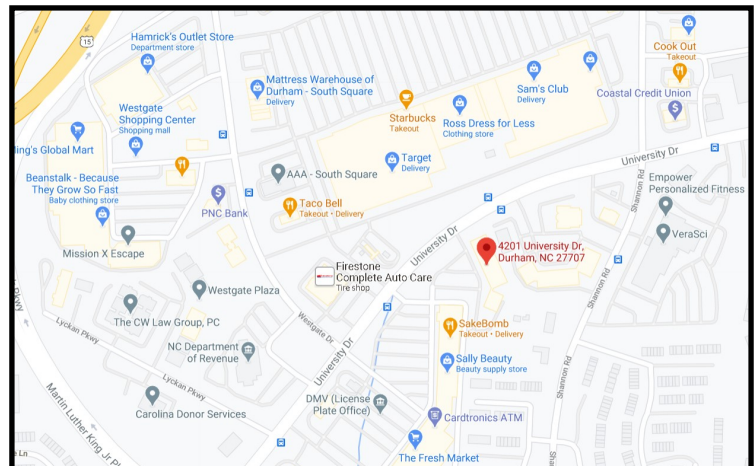 Hamrick's Outlet Store
Department store
15
Mattress Warehouse of
Durham - South Square
Delivery
Cook Out
Takeout
Sam's Club
Delivery
Coastal Credit Union
Starbucks
Takeout
Ross Dress for Less
Clothing store
Westgate
Shopping Center
Shopping mall
ing's Global Mart
Target
Delivery
University Dr
AAA - South Square
Beanstalk - Because
They Grow So Fast
Baby clothing store
Empower
Personalized Fitness
Shannon Rd
PNC Bank
Taco Bell
Takeout • Delivery
VeraSci
University Dr
4201 University Dr,
Durham, NC 27707
Mission X Escape
Firestone
Complete Auto Care
Tire shop
Shannon Rd
Westgate Plaza
Pkwy
The CW Law Group, PC
Westgate Dr
SakeBomb
Takeout • Delivery
Lyckan Pkwy
NC Department
of Revenue
University Dr
Sally Beauty
Beauty supply store
Shannon Rd
Lyckan Pkwy
Martin Luther King Jr P
Carolina Donor Services
DMV (License
Plate Office)
Cardtronics ATM
The Fresh Market
e Ln